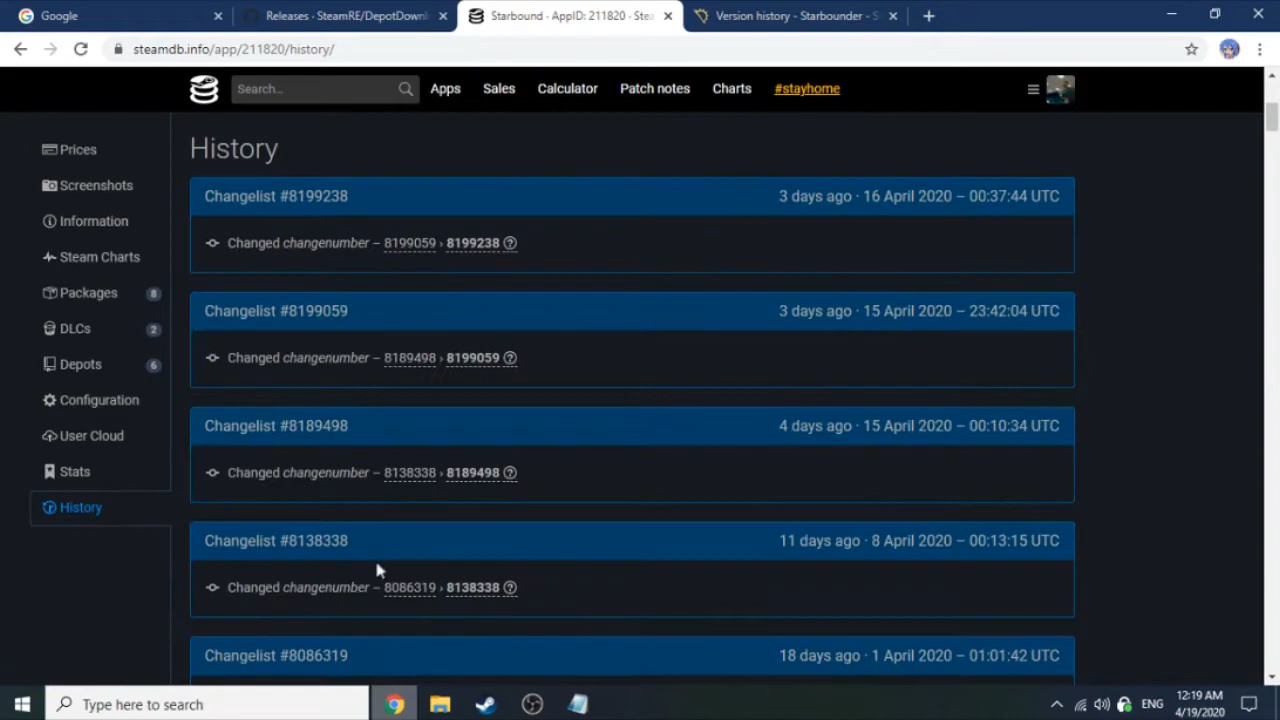 Google
Releases · SteamRE/DepotDownl
Starbound · AppID: 211820 · Stea
Version history - Starbounder - S
steamdb.info/app/211820/history/
Search...
Apps
Sales
Calculator
Patch notes
Charts
#stayhome
Prices
Screenshots
Information
Steam Charts
Packages 8
DLCs 2
Depots 6
Configuration
User Cloud
Stats
History
History
Changelist #8199238 3 days ago · 16 April 2020 – 00:37:44 UTC
Changed changenumber – 8199059 › 8199238 ?
Changelist #8199059 3 days ago · 15 April 2020 – 23:42:04 UTC
Changed changenumber – 8189498 › 8199059 ?
Changelist #8189498 4 days ago · 15 April 2020 – 00:10:34 UTC
Changed changenumber – 8138338 › 8189498 ?
Changelist #8138338 11 days ago · 8 April 2020 – 00:13:15 UTC
Changed changenumber – 8086319 › 8138338 ?
Changelist #8086319 18 days ago · 1 April 2020 – 01:01:42 UTC
Type here to search
ENG
12:19 AM
4/19/2020